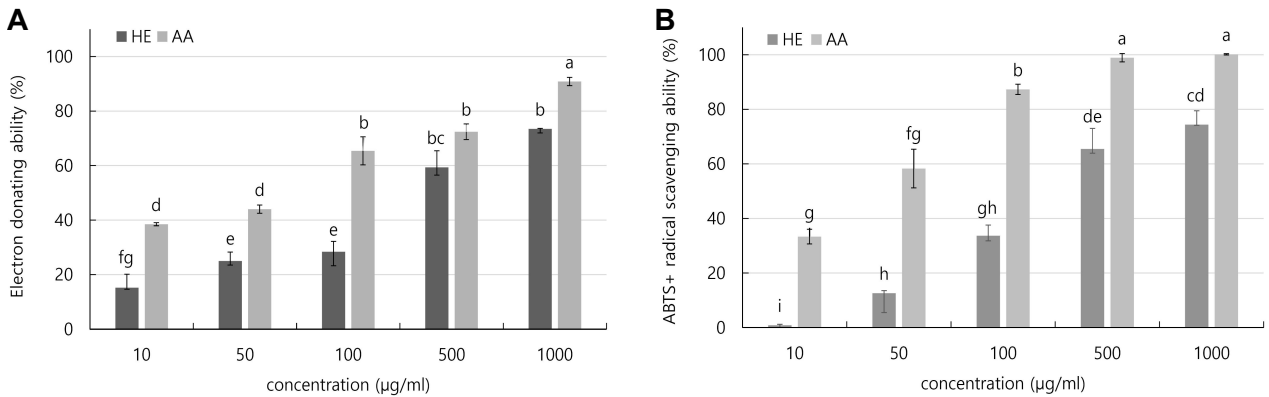 A
HE AA
Electron donating ability (%)
100
80
60
40
20
0
fg d e d e b bc b b a
10 50 100 500 1000
concentration (µg/ml)
B
HE AA
ABTS+ radical scavenging ability (%)
100
80
60
40
20
0
i g h fg gh b de a cd a
10 50 100 500 1000
concentration (µg/ml)